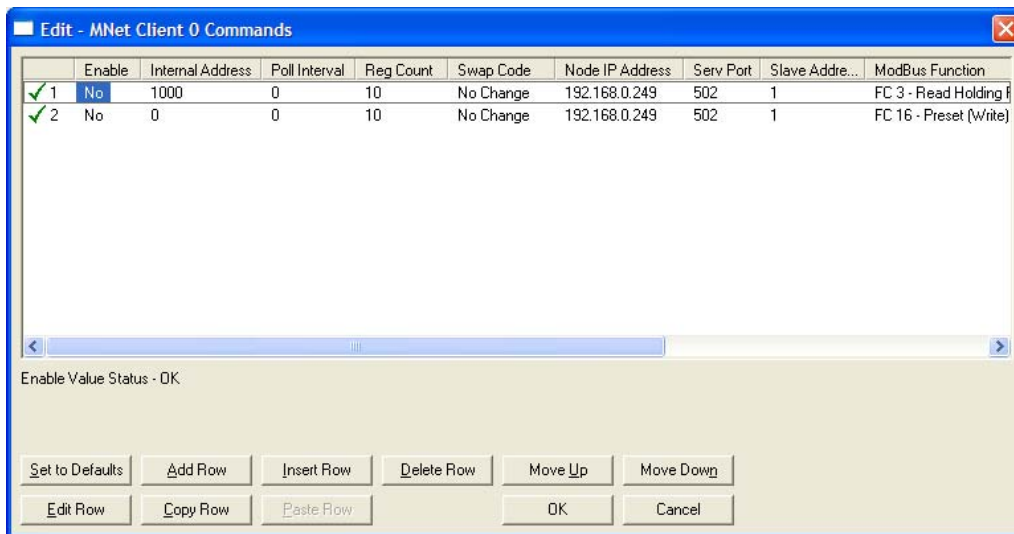 Edit - MNet Client 0 Commands
Enable Internal Address Poll Interval Reg Count Swap Code Node IP Address Serv Port Slave Addre... ModBus Function
1 No 1000 0 10 No Change 192.168.0.249 502 1 FC 3 - Read Holding
2 No 0 0 10 No Change 192.168.0.249 502 1 FC 16 - Preset (Write)
Enable Value Status - OK
Set to Defaults Add Row Insert Row Delete Row Move Up Move Down
Edit Row Copy Row Paste Row OK Cancel